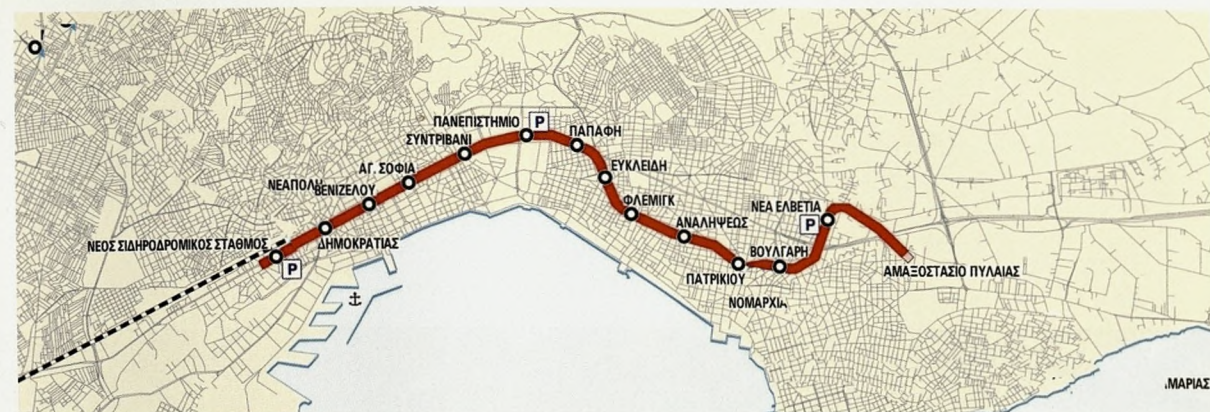 ΠΑΝΕΠΙΣΤΗΜΙΟ
P
ΠΑΠΑΦΗ
ΣΥΝΤΡΙΒΑΝΙ
ΑΓ. ΣΟΦΙΑ
ΕΥΚΛΕΙΔΗ
ΝΕΑΠΟΛΗ
ΒΕΝΙΖΕΛΟΥ
ΦΛΕΜΙΓΚ
ΝΕΑ ΕΛΒΕΤΙΑ
P
ΑΝΑΛΗΨΕΩΣ
ΝΕΟΣ ΣΙΔΗΡΟΔΡΟΜΙΚΟΣ ΣΤΑΘΜΟΣ
ΔΗΜΟΚΡΑΤΙΑΣ
ΒΟΥΛΓΑΡΗ
P
ΑΜΑΞΟΣΤΑΣΙΟ ΠΥΛΑΙΑΣ
ΠΑΤΡΙΚΙΟΥ
ΝΟΜΑΡΧΙΑ
ΜΑΡΙΑΣ